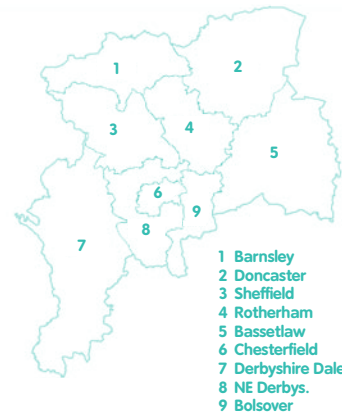 1
2
3
4
5
6
9
8
7
1 Barnsley
2 Doncaster
3 Sheffield
4 Rotherham
5 Bassetlaw
6 Chesterfield
7 Derbyshire Dale
8 NE Derbys.
9 Bolsover